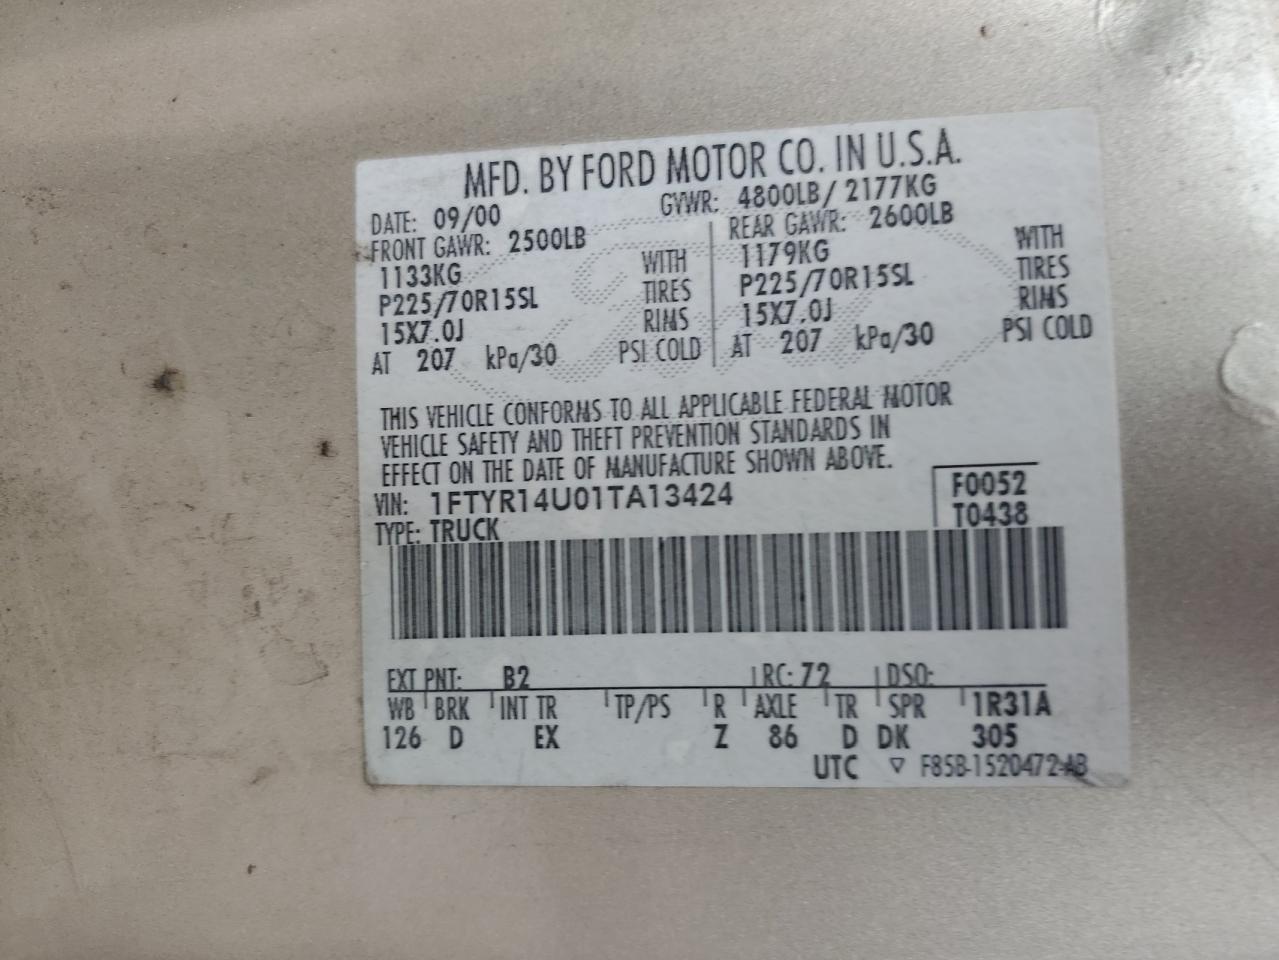 MFD. BY FORD MOTOR CO. IN U.S.A.
DATE: 09/00 GVWR: 4800LB/ 2177KG
FRONT GAWR: 2500LB REAR GAWR: 2600LB
1133KG WITH 1179KG WITH
P225/70R15SL TIRES P225/70R15SL TIRES
15X7.0J RIMS 15X7.0J RIMS
AT 207 kPa/30 PSI COLD AT 207 kPa/30 PSI COLD
THIS VEHICLE CONFORMS TO ALL APPLICABLE FEDERAL MOTOR
VEHICLE SAFETY AND THEFT PREVENTION STANDARDS IN
EFFECT ON THE DATE OF MANUFACTURE SHOWN ABOVE.
VIN: 1FTYR14U01TA13424 F0052
TYPE: TRUCK T0438
EXT PNT: B2 RC: 72 DSO:
WB BRK INT TR TP/PS R AXLE TR SPR 1R31A
126 D EX Z 86 D DK 305
UTC ▽ F85B-1520472-AB